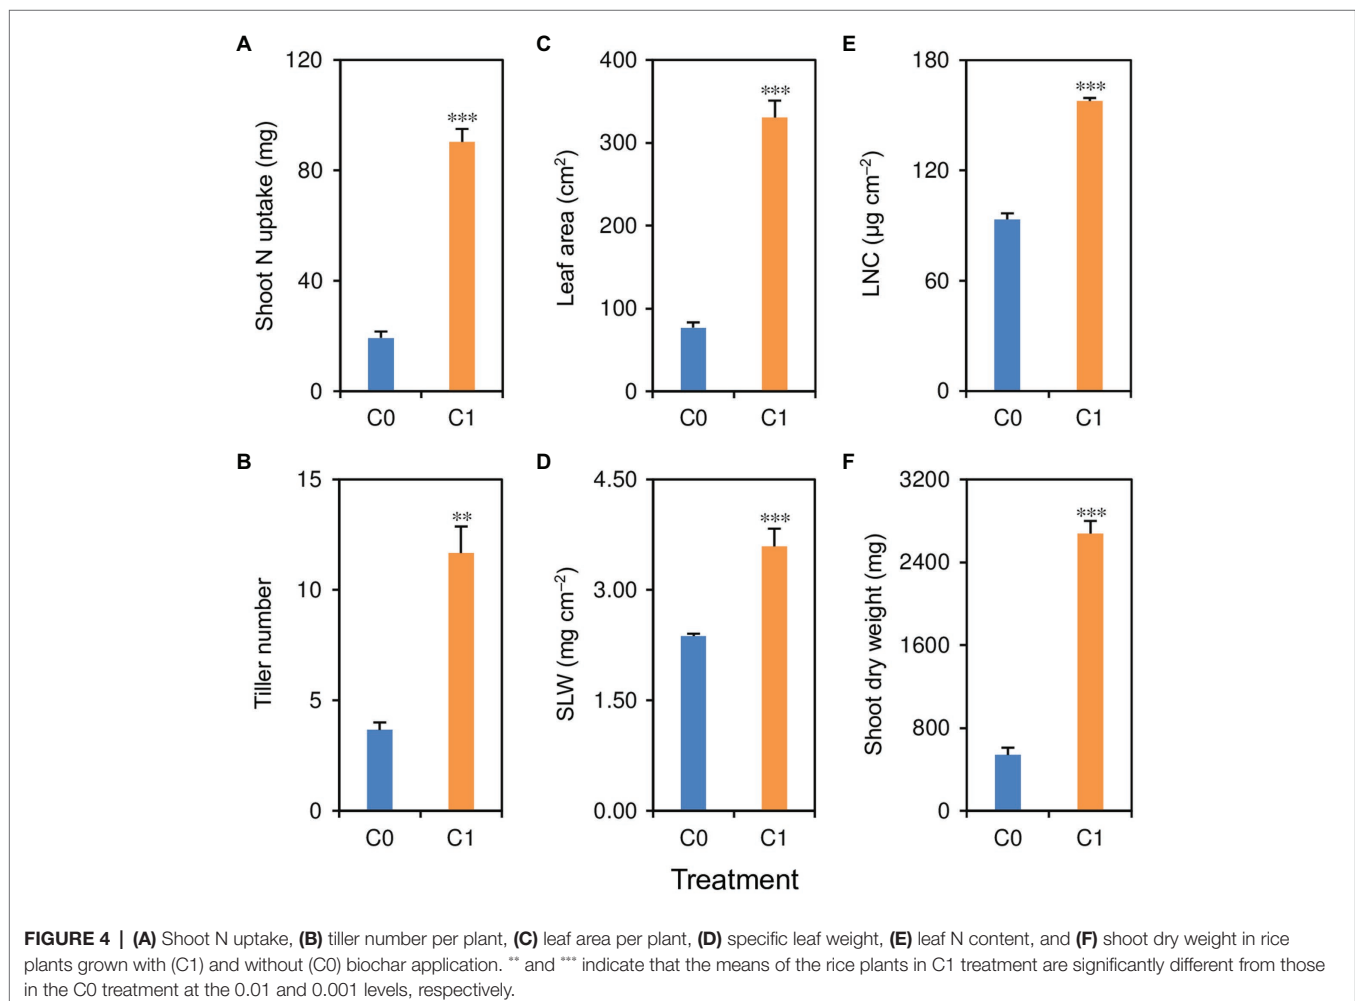 A
Shoot N uptake (mg)
120
80
40
0
***
C0 C1
C
Leaf area (cm²)
400
300
200
100
0
***
C0 C1
E
LNC (µg cm⁻²)
180
120
60
0
***
C0 C1
B
Tiller number
15
10
5
0
**
C0 C1
D
SLW (mg cm⁻²)
4.50
3.00
1.50
0.00
***
C0 C1
F
Shoot dry weight (mg)
3200
2400
1600
800
0
***
C0 C1
Treatment
FIGURE 4 | (A) Shoot N uptake, (B) tiller number per plant, (C) leaf area per plant, (D) specific leaf weight, (E) leaf N content, and (F) shoot dry weight in rice
plants grown with (C1) and without (C0) biochar application. ** and *** indicate that the means of the rice plants in C1 treatment are significantly different from those
in the C0 treatment at the 0.01 and 0.001 levels, respectively.